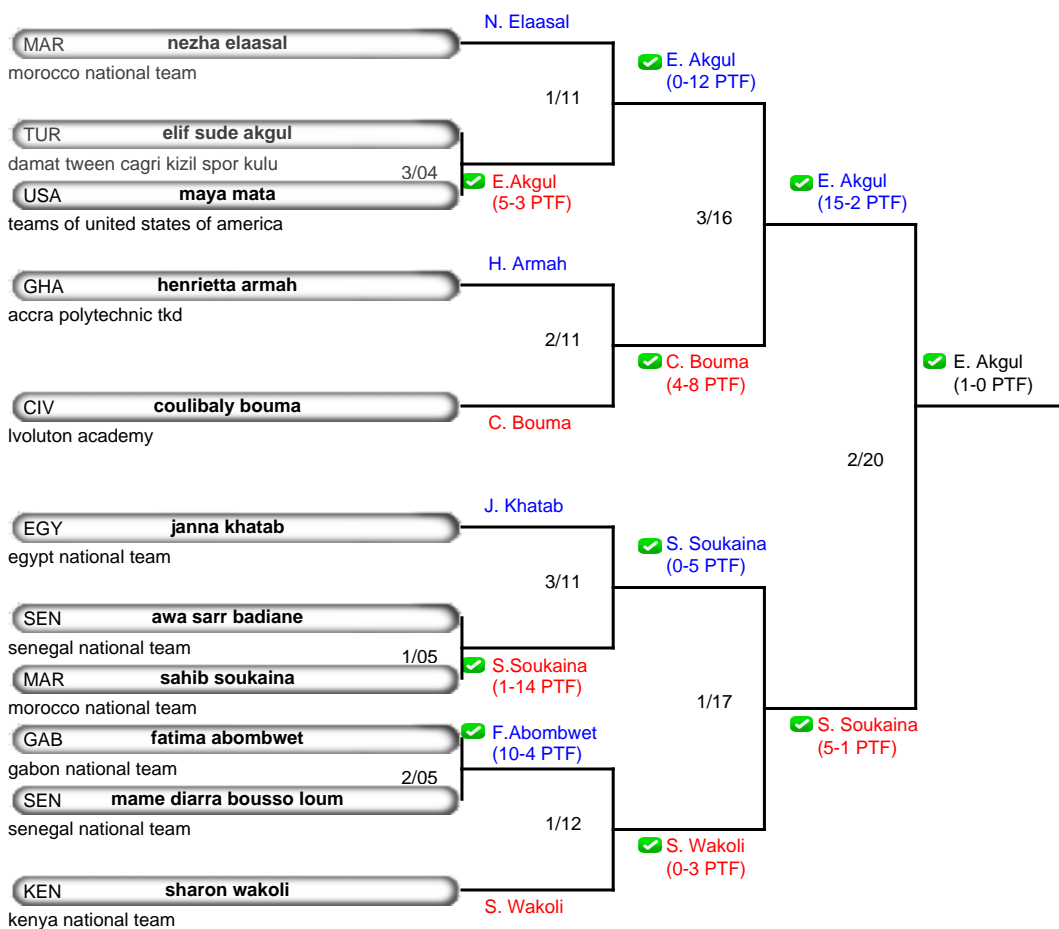 N. Elaasal
MAR nezha elaasal
morocco national team
E. Akgul
(0-12 PTF)
1/11
TUR elif sude akgul
damat tween cagri kizil spor kulu
3/04
E.Akgul
(5-3 PTF)
USA maya mata
teams of united states of america
E. Akgul
(15-2 PTF)
3/16
H. Armah
GHA henrietta armah
accra polytechnic tkd
2/11
C. Bouma
(4-8 PTF)
E. Akgul
(1-0 PTF)
CIV coulibaly bouma
C. Bouma
lvoluton academy
2/20
J. Khatab
EGY janna khatab
egypt national team
S. Soukaina
(0-5 PTF)
3/11
SEN awa sarr badiane
senegal national team
1/05
S.Soukaina
(1-14 PTF)
MAR sahib soukaina
morocco national team
1/17
S. Soukaina
(5-1 PTF)
GAB fatima abombwet
gabon national team
F.Abombwet
(10-4 PTF)
2/05
SEN mame diarra bousso loum
senegal national team
1/12
S. Wakoli
(0-3 PTF)
KEN sharon wakoli
S. Wakoli
kenya national team